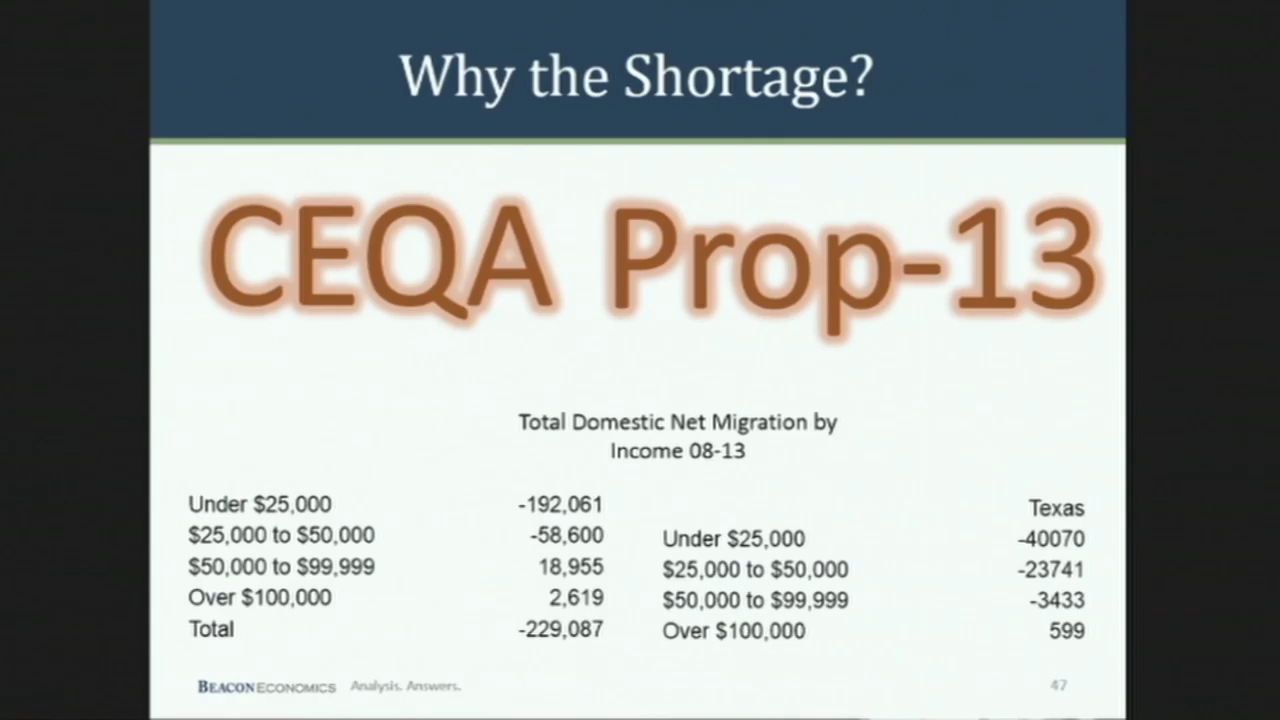 Why the Shortage?
CEQA Prop-13
Total Domestic Net Migration by
Income 08-13
Under $25,000 -192,061
$25,000 to $50,000 -58,600
$50,000 to $99,999 18,955
Over $100,000 2,619
Total -229,087
Texas
Under $25,000 -40070
$25,000 to $50,000 -23741
$50,000 to $99,999 -3433
Over $100,000 599
BEACONECONOMICS Analysis. Answers. 47